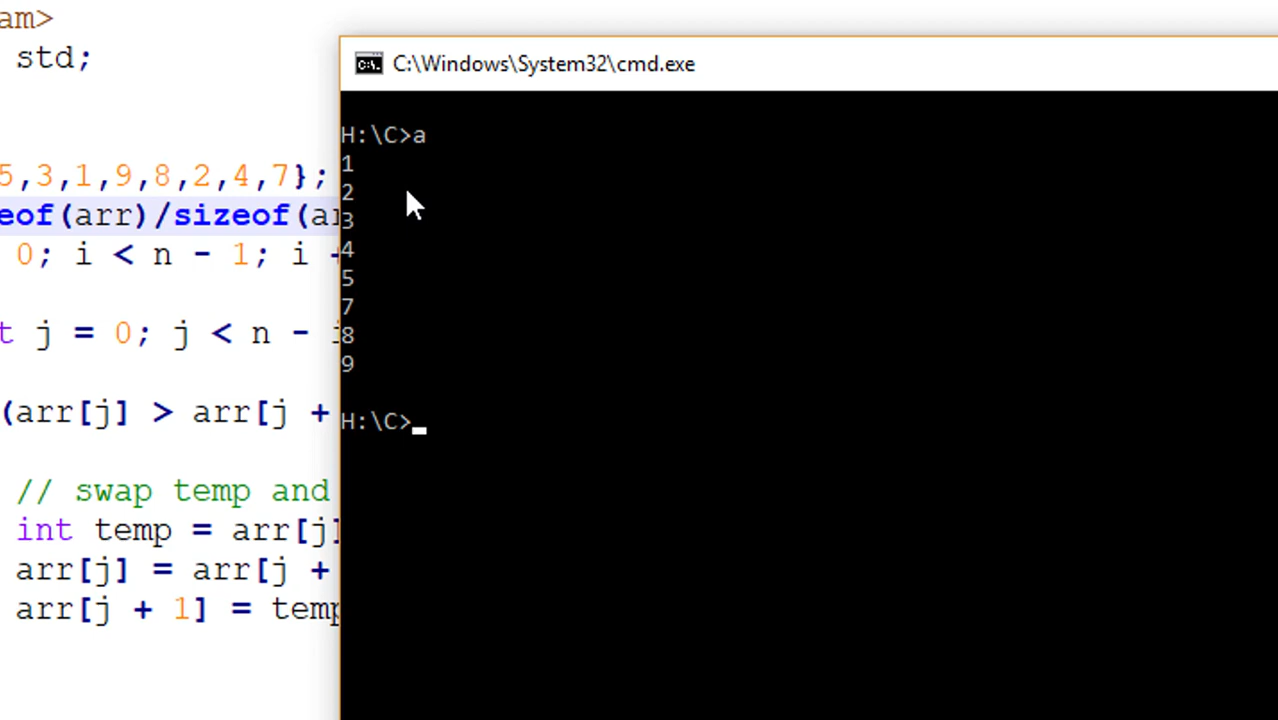 am>
std;
5,3,1,9,8,2,4,7};
eof(arr)/sizeof(ar
0; i < n - 1; i +
t j = 0; j < n - i
(arr[j] > arr[j +
// swap temp and
int temp = arr[j]
arr[j] = arr[j +
arr[j + 1] = temp
C:\Windows\System32\cmd.exe
H:\C>a
1
2
3
4
5
7
8
9
H:\C>